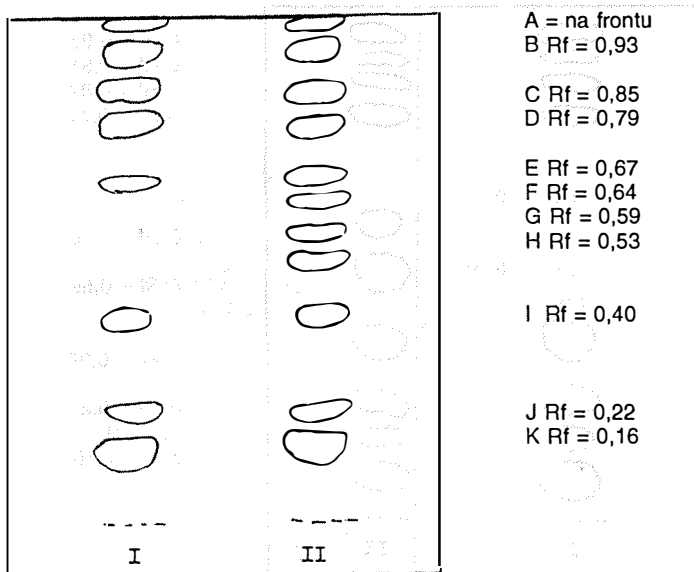 A = na frontu
B Rf = 0,93
C Rf = 0,85
D Rf = 0,79
E Rf = 0,67
F Rf = 0,64
G Rf = 0,59
H Rf = 0,53
I Rf = 0,40
J Rf = 0,22
K Rf = 0,16
I II